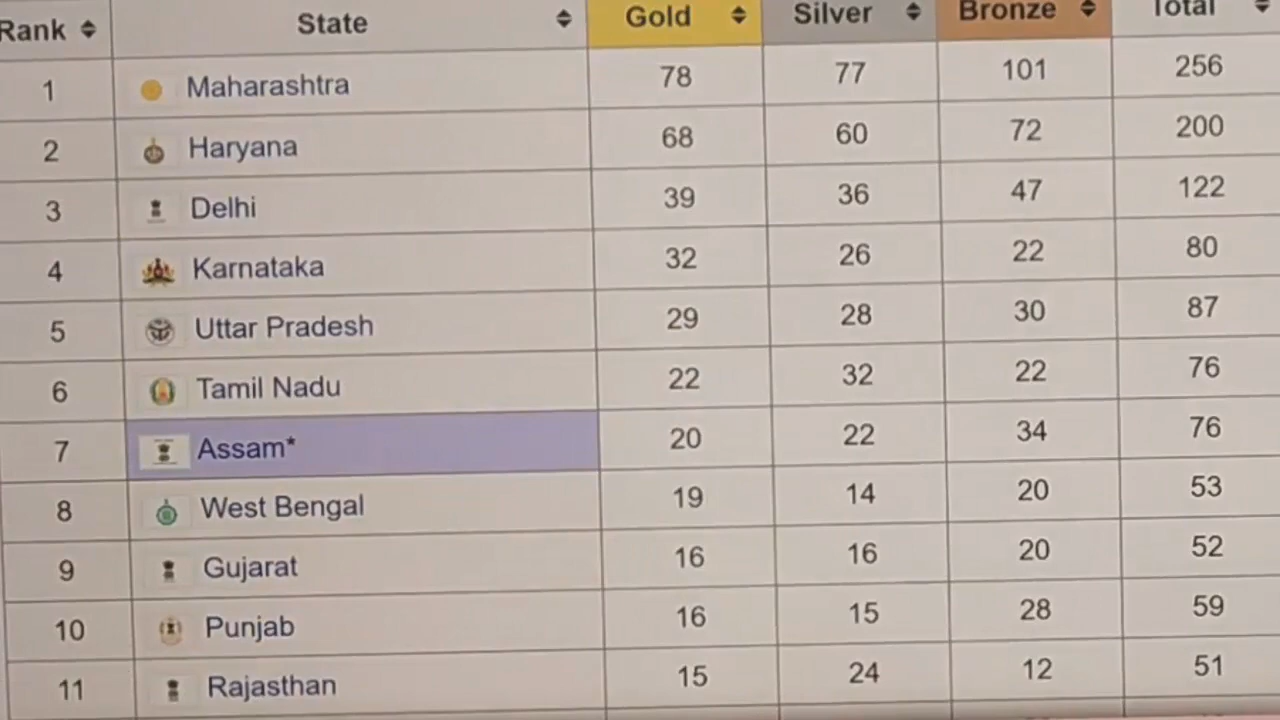 Rank State Gold Silver Bronze Total
1 Maharashtra 78 77 101 256
2 Haryana 68 60 72 200
3 Delhi 39 36 47 122
4 Karnataka 32 26 22 80
5 Uttar Pradesh 29 28 30 87
6 Tamil Nadu 22 32 22 76
7 Assam* 20 22 34 76
8 West Bengal 19 14 20 53
9 Gujarat 16 16 20 52
10 Punjab 16 15 28 59
11 Rajasthan 15 24 12 51